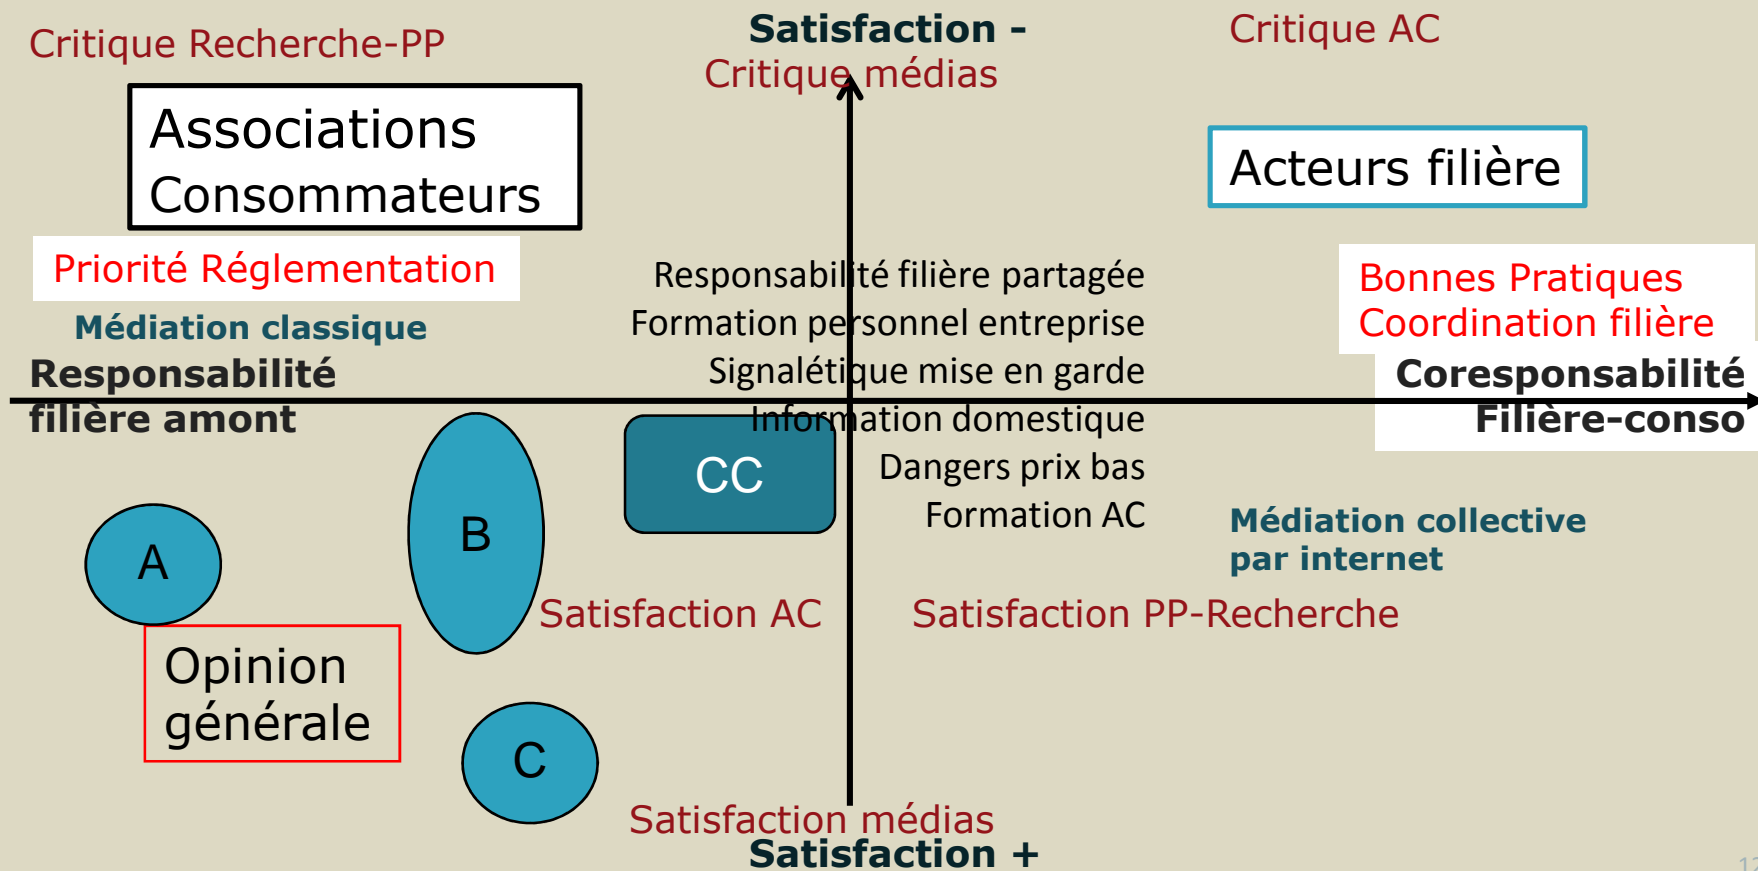 Critique Recherche-PP
Satisfaction -
Critique AC
Critique médias
Associations
Consommateurs
Acteurs filière
Priorité Réglementation
Responsabilité filière partagée
Bonnes Pratiques
Médiation classique
Formation personnel entreprise
Coordination filière
Responsabilité
filière amont
Signalétique mise en garde
Coresponsabilité
Filière-conso
Information domestique
CC
Dangers prix bas
Formation AC
Médiation collective
par internet
A
B
Satisfaction AC
Satisfaction PP-Recherche
Opinion
générale
C
Satisfaction médias
Satisfaction +
12